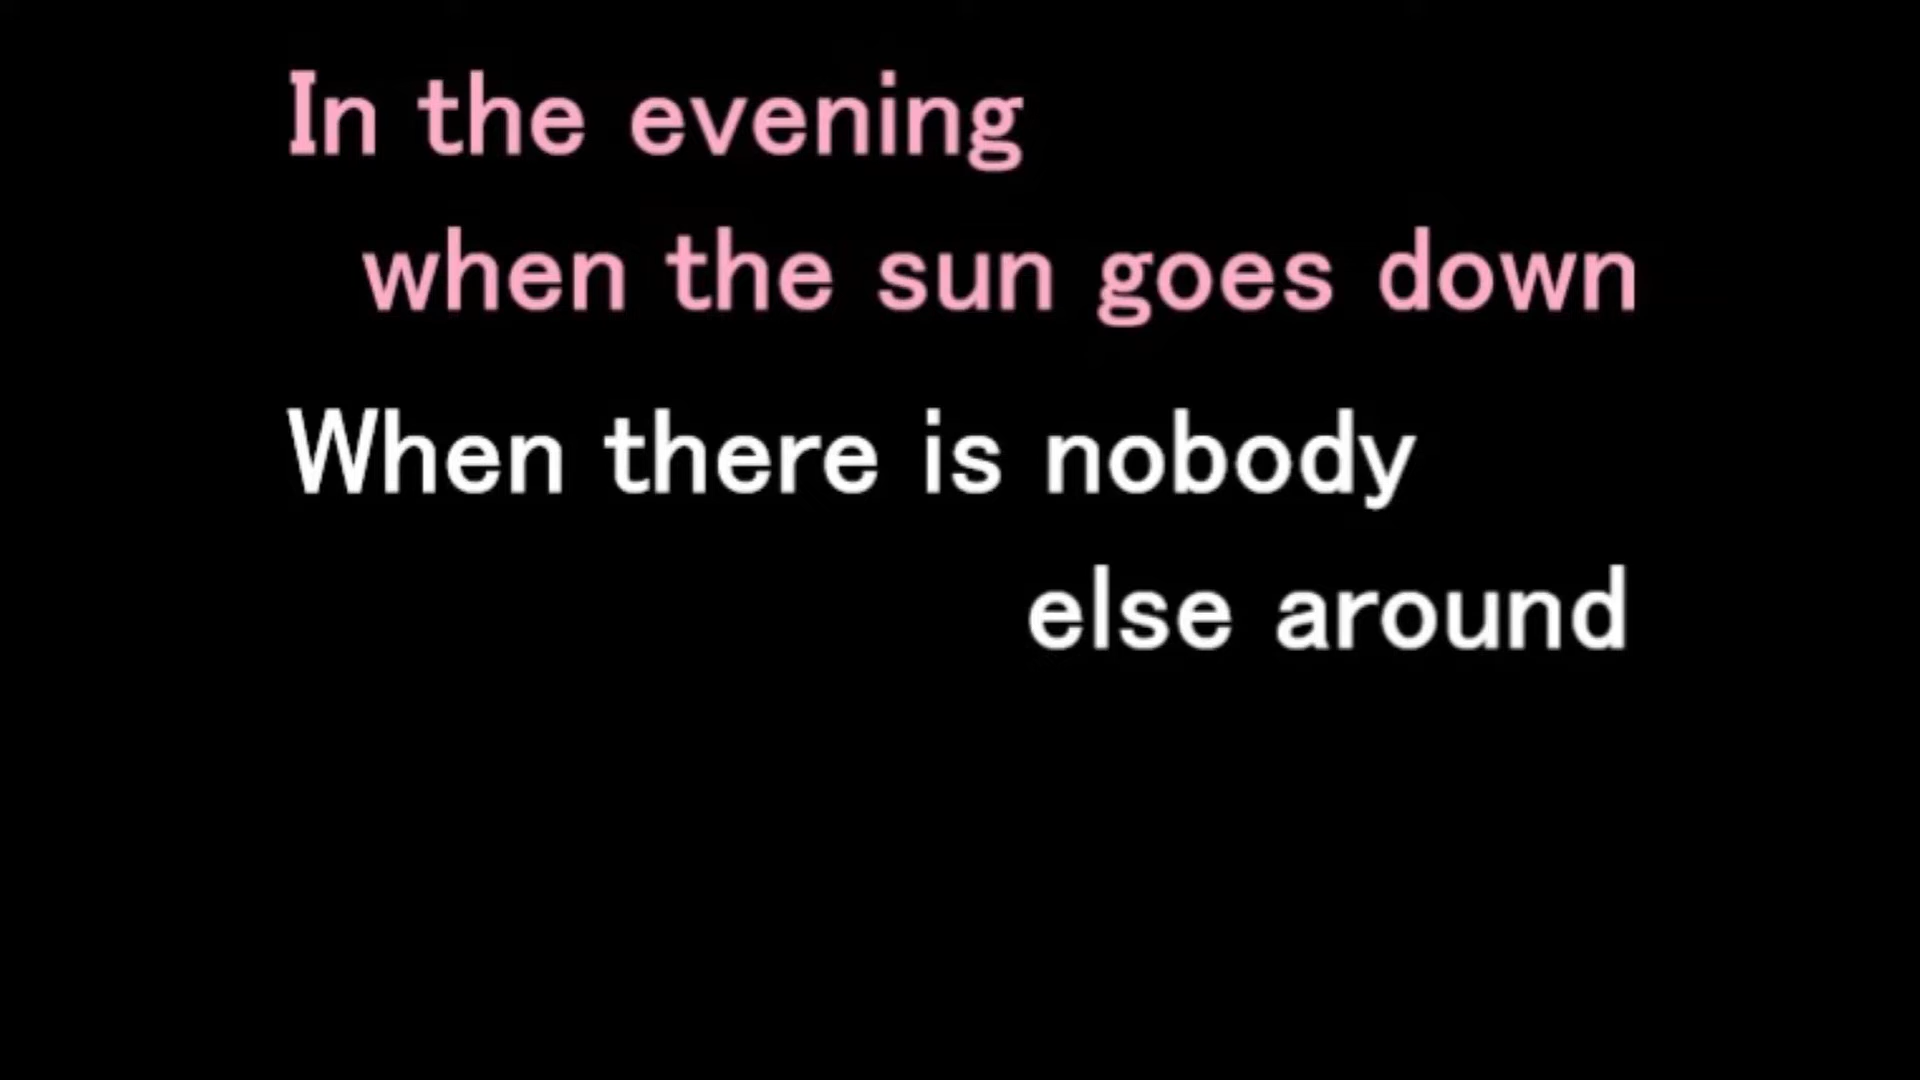 In the evening
when the sun goes down
When there is nobody
else around